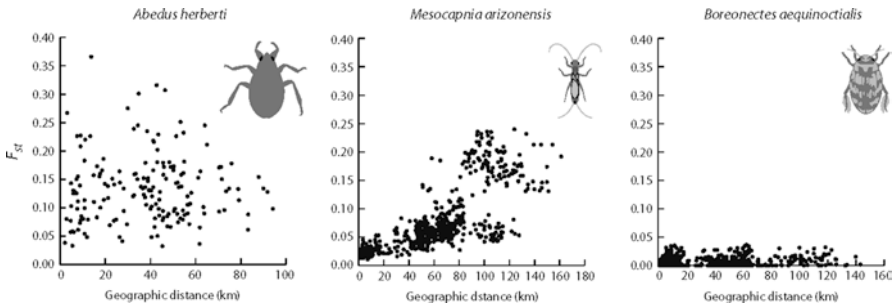 Abedus herberti
Mesocapnia arizonensis
Boreonectes aequinoctialis
F_st
0.40
0.35
0.30
0.25
0.20
0.15
0.10
0.05
0.00
0 20 40 60 80 100
Geographic distance (km)
0.40
0.35
0.30
0.25
0.20
0.15
0.10
0.05
0.00
0 20 40 60 80 100 120 140 160 180
Geographic distance (km)
0.40
0.35
0.30
0.25
0.20
0.15
0.10
0.05
0.00
0 20 40 60 80 100 120 140 160
Geographic distance (km)